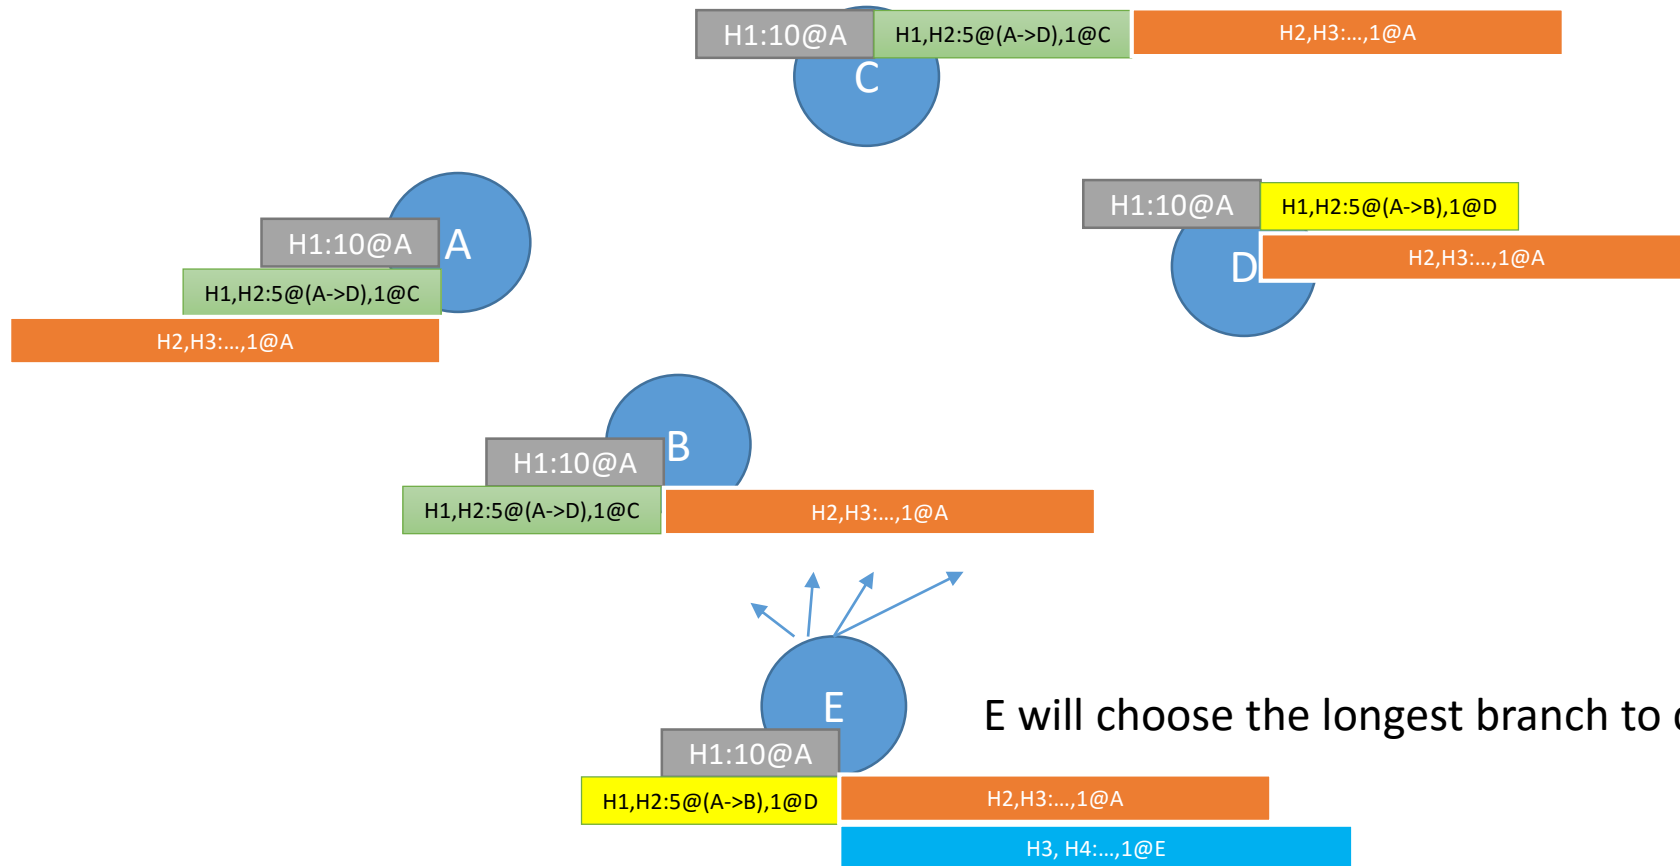 H1:10@A
H1,H2:5@(A->D),1@C
H2,H3:...,1@A
C
H1:10@A
H1,H2:5@(A->B),1@D
H1:10@A
A
D
H2,H3:...,1@A
H1,H2:5@(A->D),1@C
H2,H3:...,1@A
B
H1:10@A
H1,H2:5@(A->D),1@C
H2,H3:...,1@A
E
E will choose the longest branch to
H1:10@A
H1,H2:5@(A->B),1@D
H2,H3:...,1@A
H3, H4:...,1@E